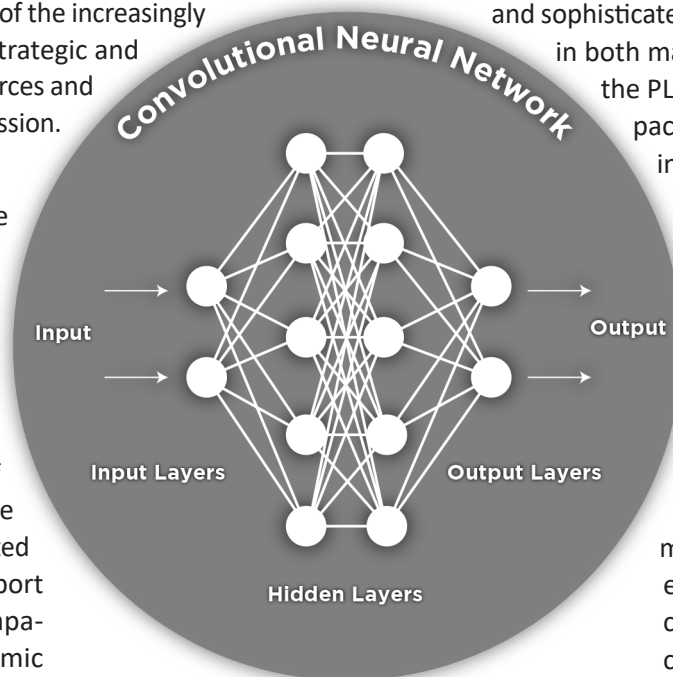 of the increasingly
trategic and
rces and
ssion.
e
e
ted
port
mpa-
mic
Convolutional Neural Network
Input
Output
Input Layers
Output Layers
Hidden Layers
and sophisticate
in both ma
the PL
pac
in
m
e
c
c